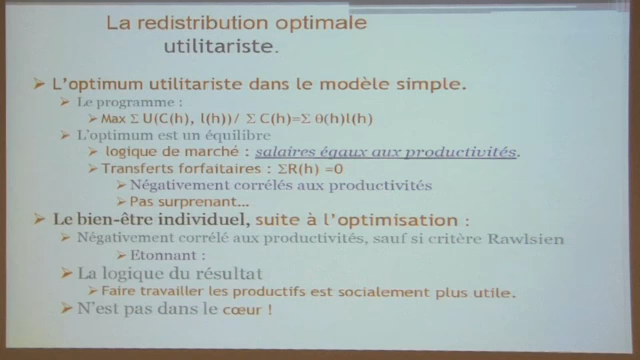 La redistribution optimale
utilitariste.
L'optimum utilitariste dans le modèle simple.
Le programme :
Max Σ U(C(h), l(h))/ Σ C(h)=Σ θ(h)l(h)
L'optimum est un équilibre
logique de marché : salaires égaux aux productivités.
Transferts forfaitaires : ΣR(h) =0
Négativement corrélés aux productivités
Pas surprenant…
Le bien-être individuel, suite à l'optimisation :
Négativement corrélé aux productivités, sauf si critère Rawlsien
Etonnant :
La logique du résultat
Faire travailler les productifs est socialement plus utile.
N'est pas dans le cœur !